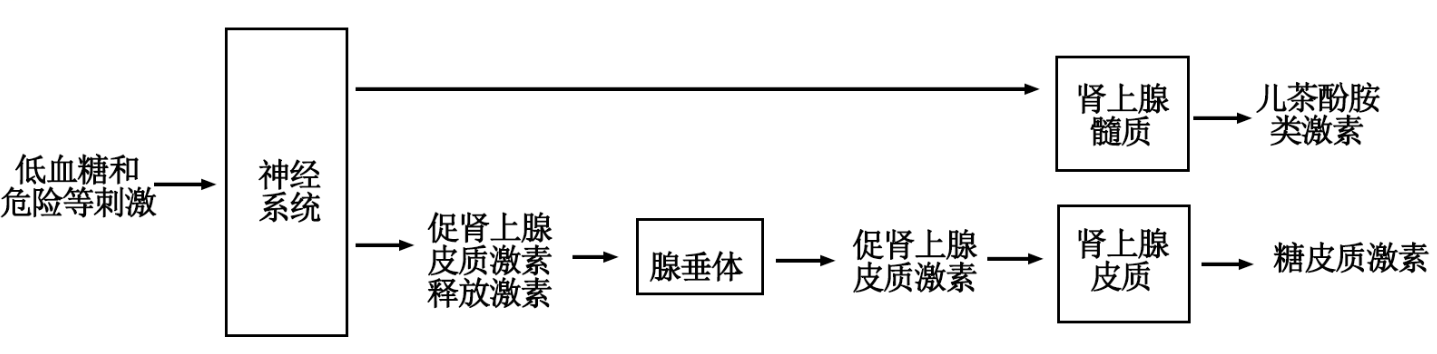 低血糖和
危险等刺激
神经
系统
肾上腺
髓质
儿茶酚胺
类激素
促肾上腺
皮质激素
释放激素
腺垂体
促肾上腺
皮质激素
肾上腺
皮质
糖皮质激素